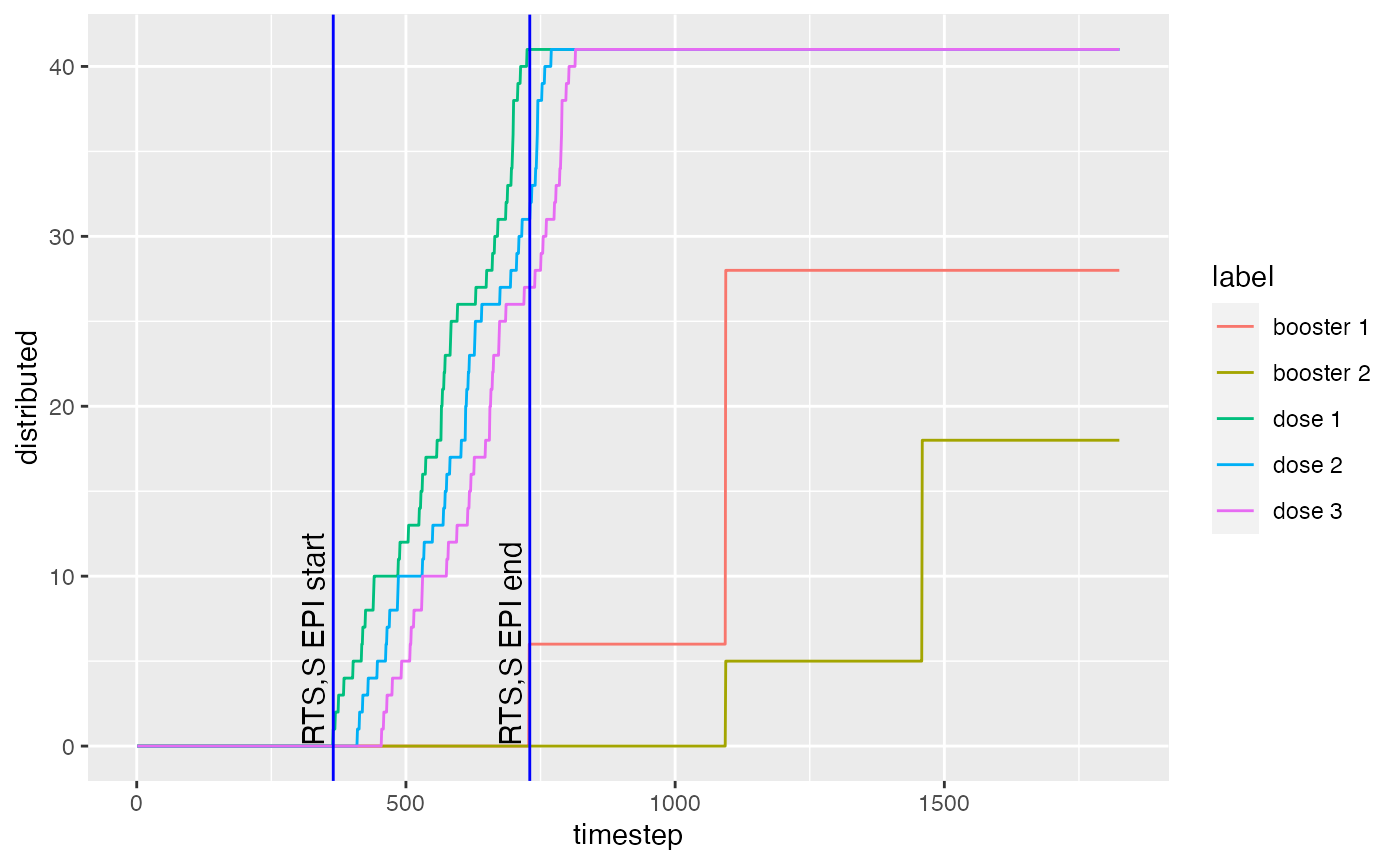 40
30
20
10
0
distributed
RTS,S EPI start
RTS,S EPI end
0
500
1000
1500
timestep
label
booster 1
booster 2
dose 1
dose 2
dose 3